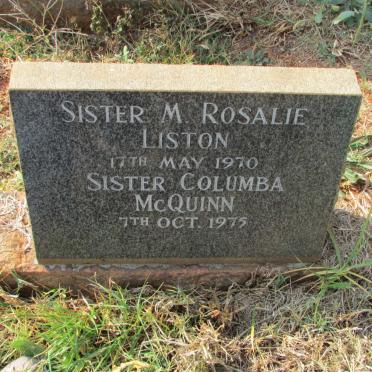 SISTER M. ROSALIE
LISTON
17TH MAY 1970
SISTER COLUMBA
MCQUINN
7TH OCT. 1975